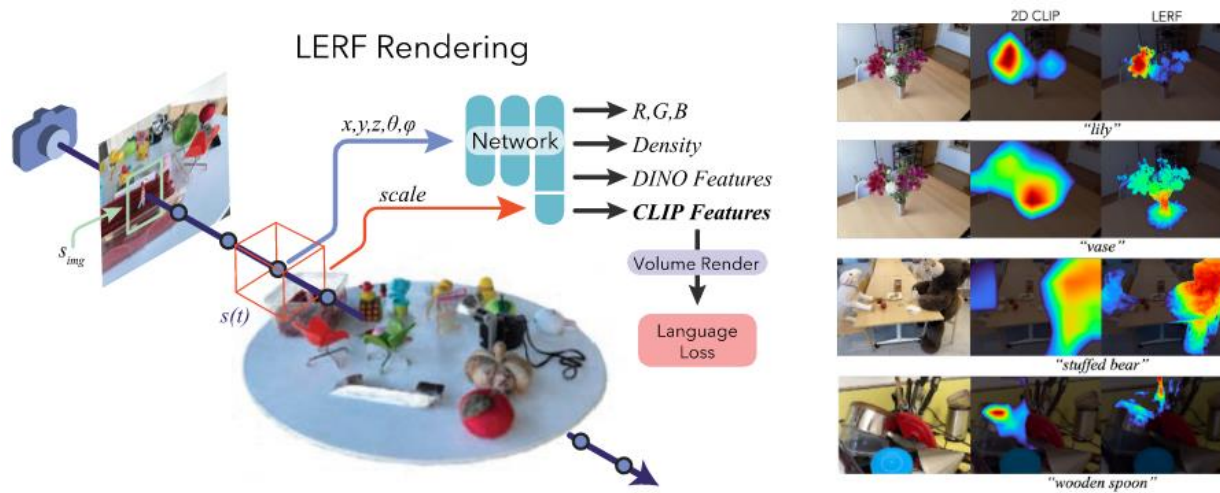 LERF Rendering
x,y,z,θ,φ
Network
R,G,B
Density
DINO Features
CLIP Features
scale
s_img
s(t)
Volume Render
Language
Loss
2D CLIP
LERF
"lily"
"vase"
"stuffed bear"
"wooden spoon"